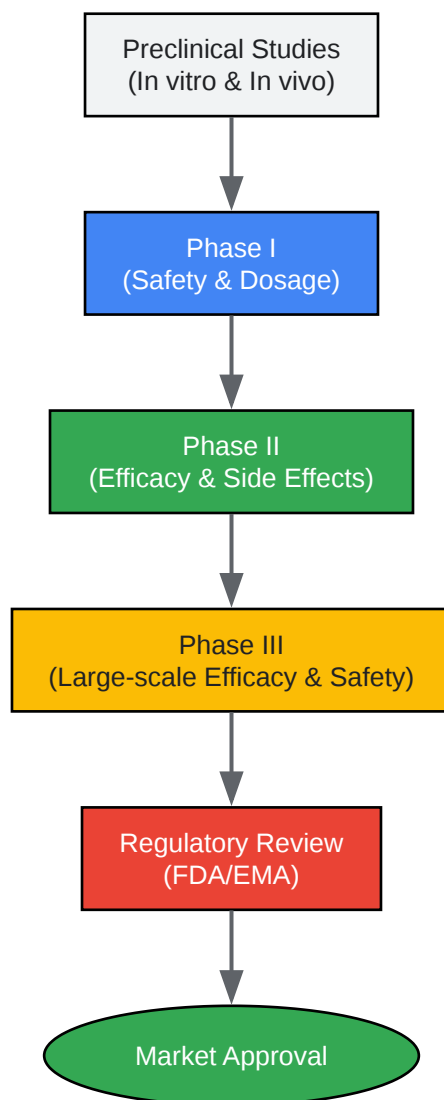 Preclinical Studies
(In vitro & In vivo)
Phase I
(Safety & Dosage)
Phase II
(Efficacy & Side Effects)
Phase III
(Large-scale Efficacy & Safety)
Regulatory Review
(FDA/EMA)
Market Approval